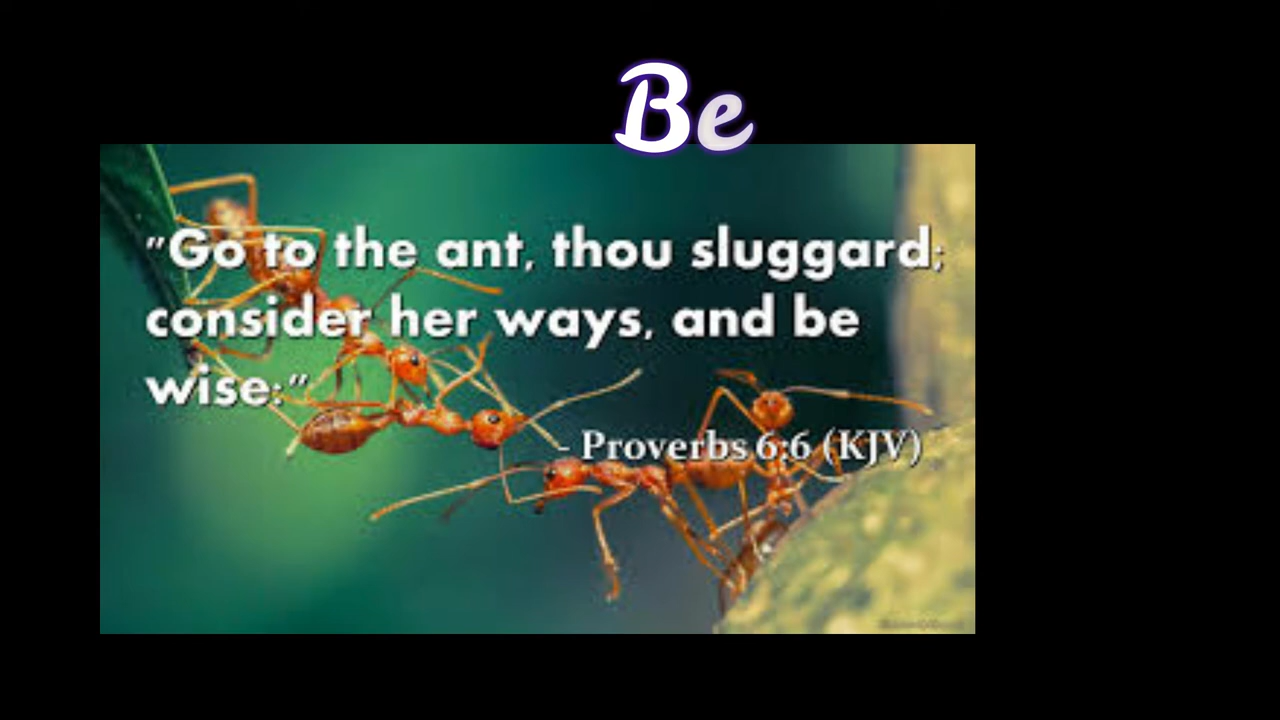 Be
"Go to the ant, thou sluggard;
consider her ways, and be
wise:"
- Proverbs 6:6 (KJV)